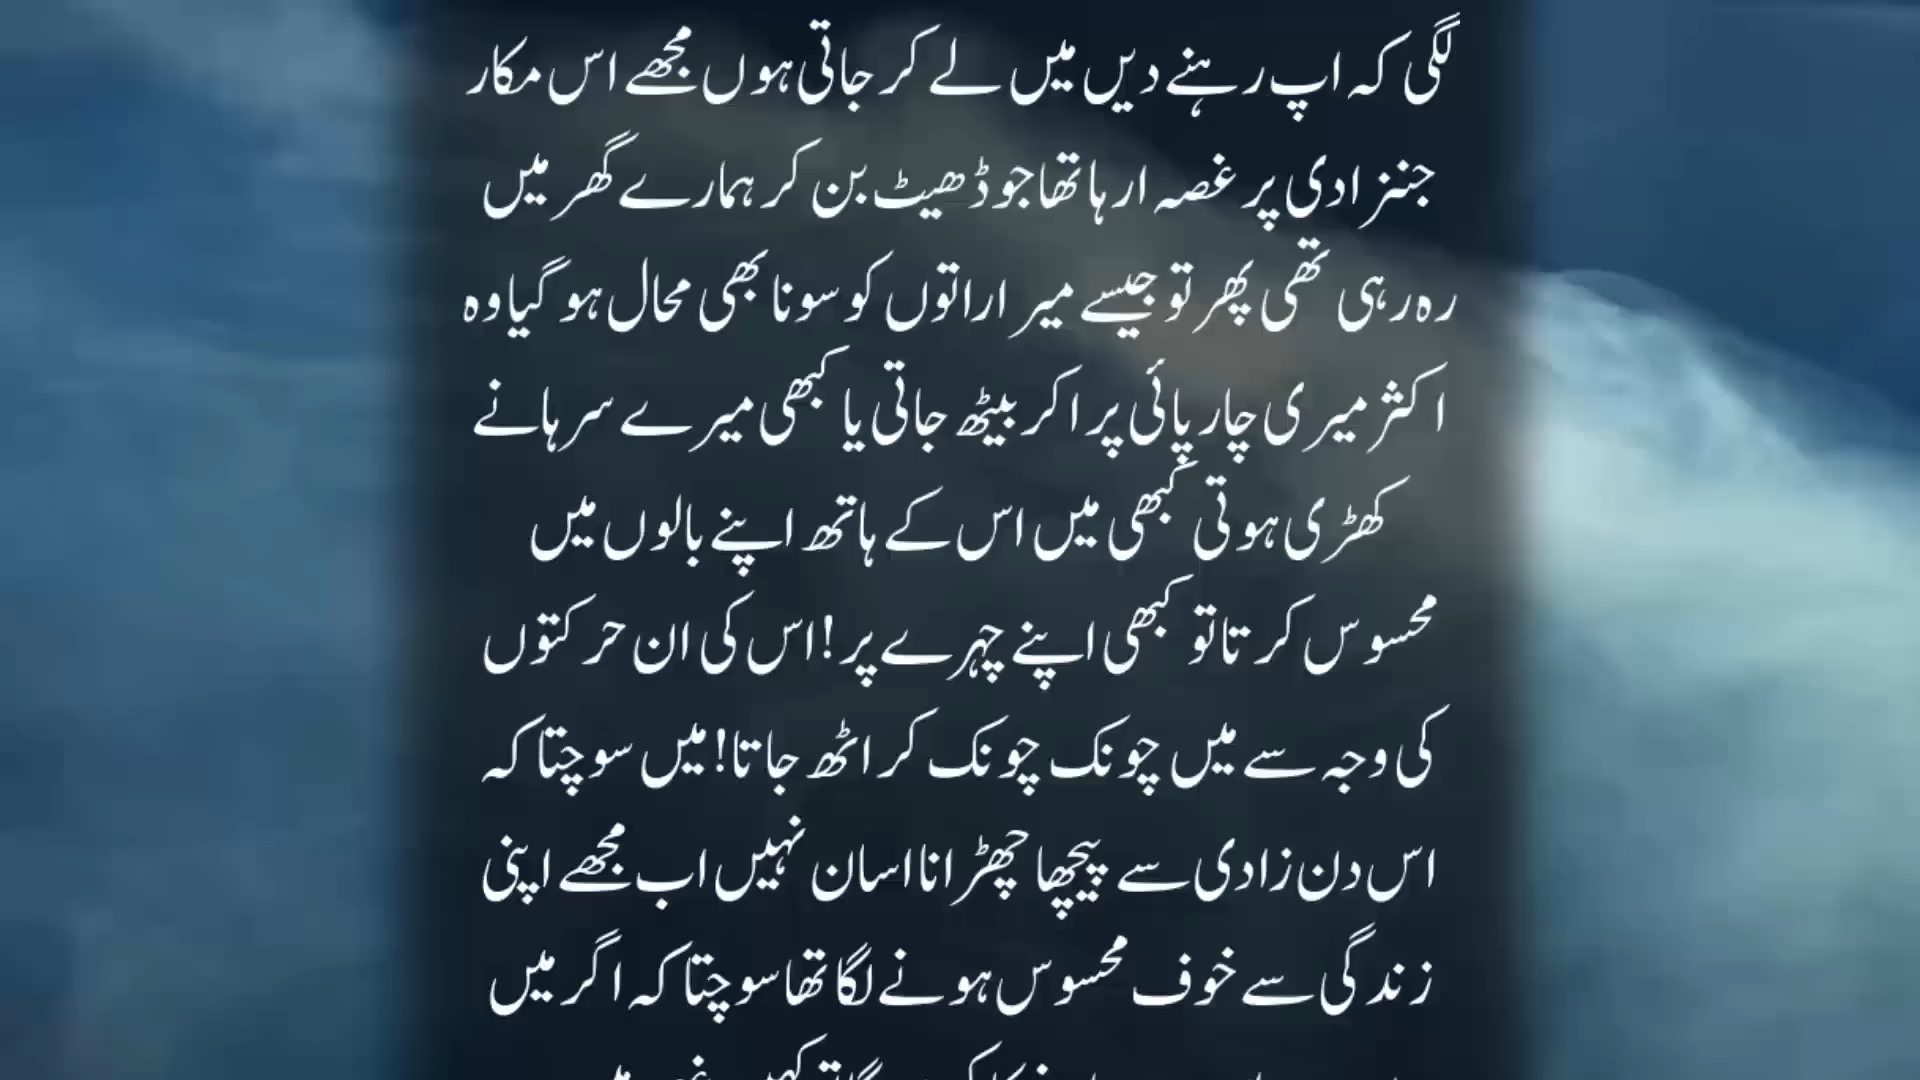 لگی کہ اپ رہنے دیں میں لے کر جاتی ہوں مجھے اس مکار
جنزادی پر غصہ ارہا تھا جو ڈھیٹ بن کر ہمارے گھر میں
رہ رہی تھی پھر تو جیسے میرا راتوں کو سونا بھی محال ہو گیا وہ
اکثر میری چارپائی پر اکر بیٹھ جاتی یا کبھی میرے سرہانے
کھڑی ہوتی کبھی میں اس کے ہاتھ اپنے بالوں میں
محسوس کرتا تو کبھی اپنے چہرے پر !اس کی ان حرکتوں
کی وجہ سے میں چونک چونک کر اٹھ جاتا! میں سوچتا کہ
اس دن زادی سے پیچھا چھڑانا اسان نہیں اب مجھے اپنی
زندگی سے خوف محسوس ہونے لگا تھا سوچتا کہ اگر میں